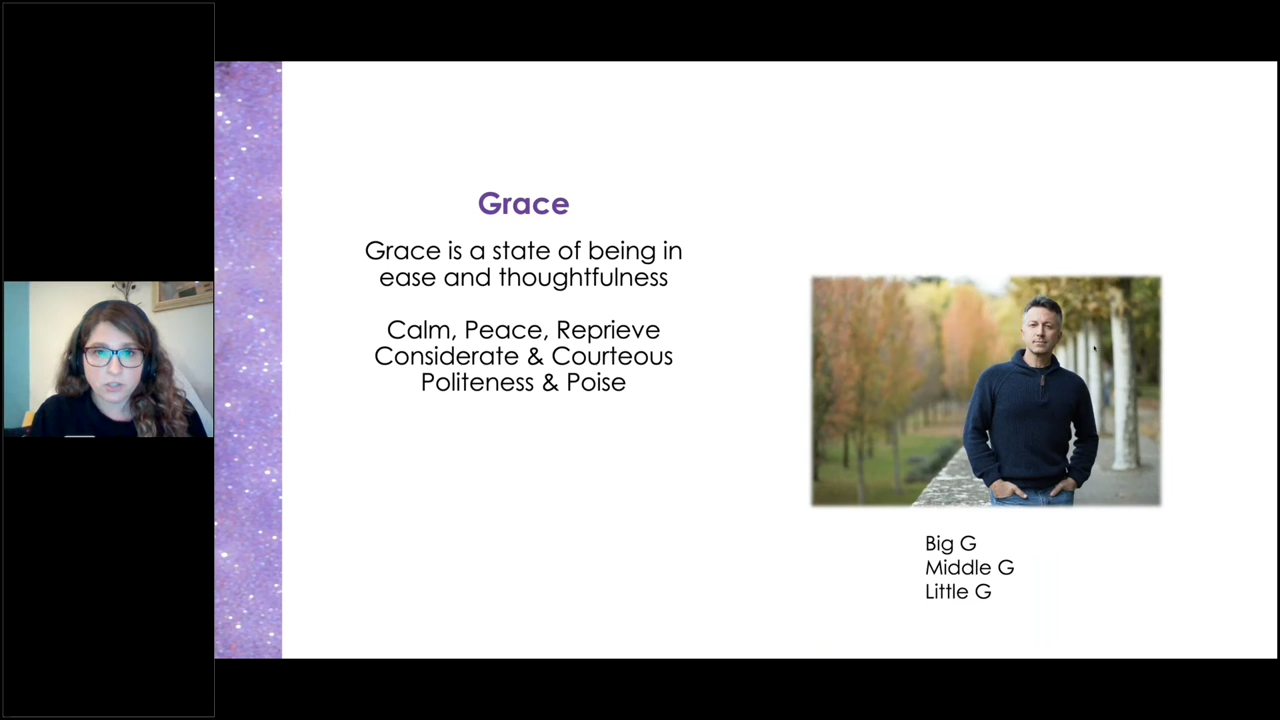 Grace
Grace is a state of being in
ease and thoughtfulness
Calm, Peace, Reprieve
Considerate & Courteous
Politeness & Poise
Big G
Middle G
Little G